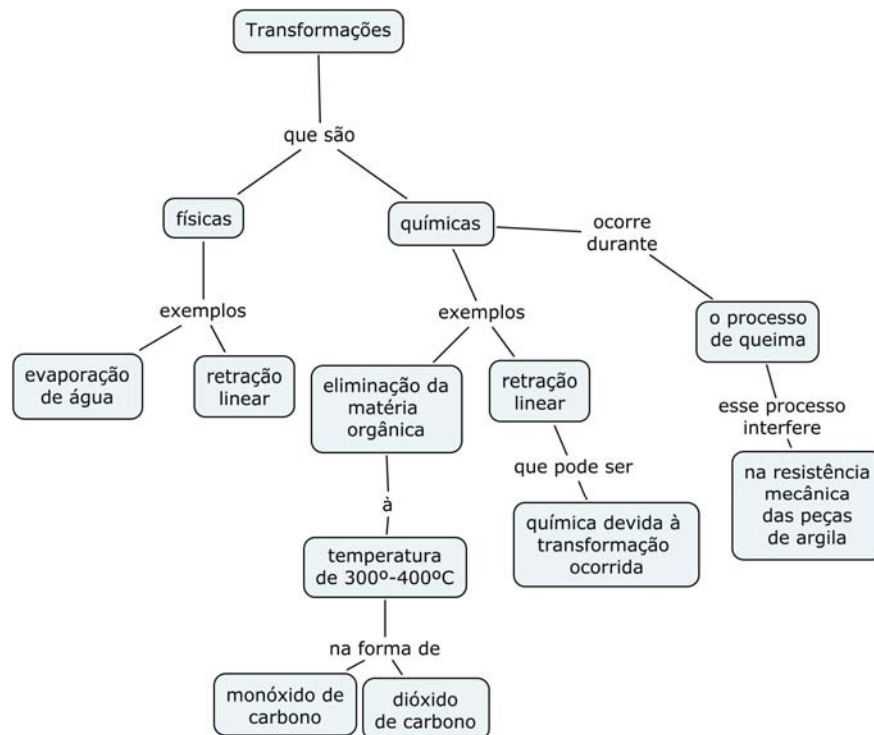 Transformações
que são
físicas
químicas
ocorre
durante
exemplos
exemplos
o processo
de queima
evaporação
de água
retração
linear
eliminação da
matéria
orgânica
retração
linear
esse processo
interfere
à
que pode ser
na resistência
mecânica
das peças
de argila
temperatura
de 300º-400ºC
química devida à
transformação
ocorrida
na forma de
monóxido de
carbono
dióxido
de carbono